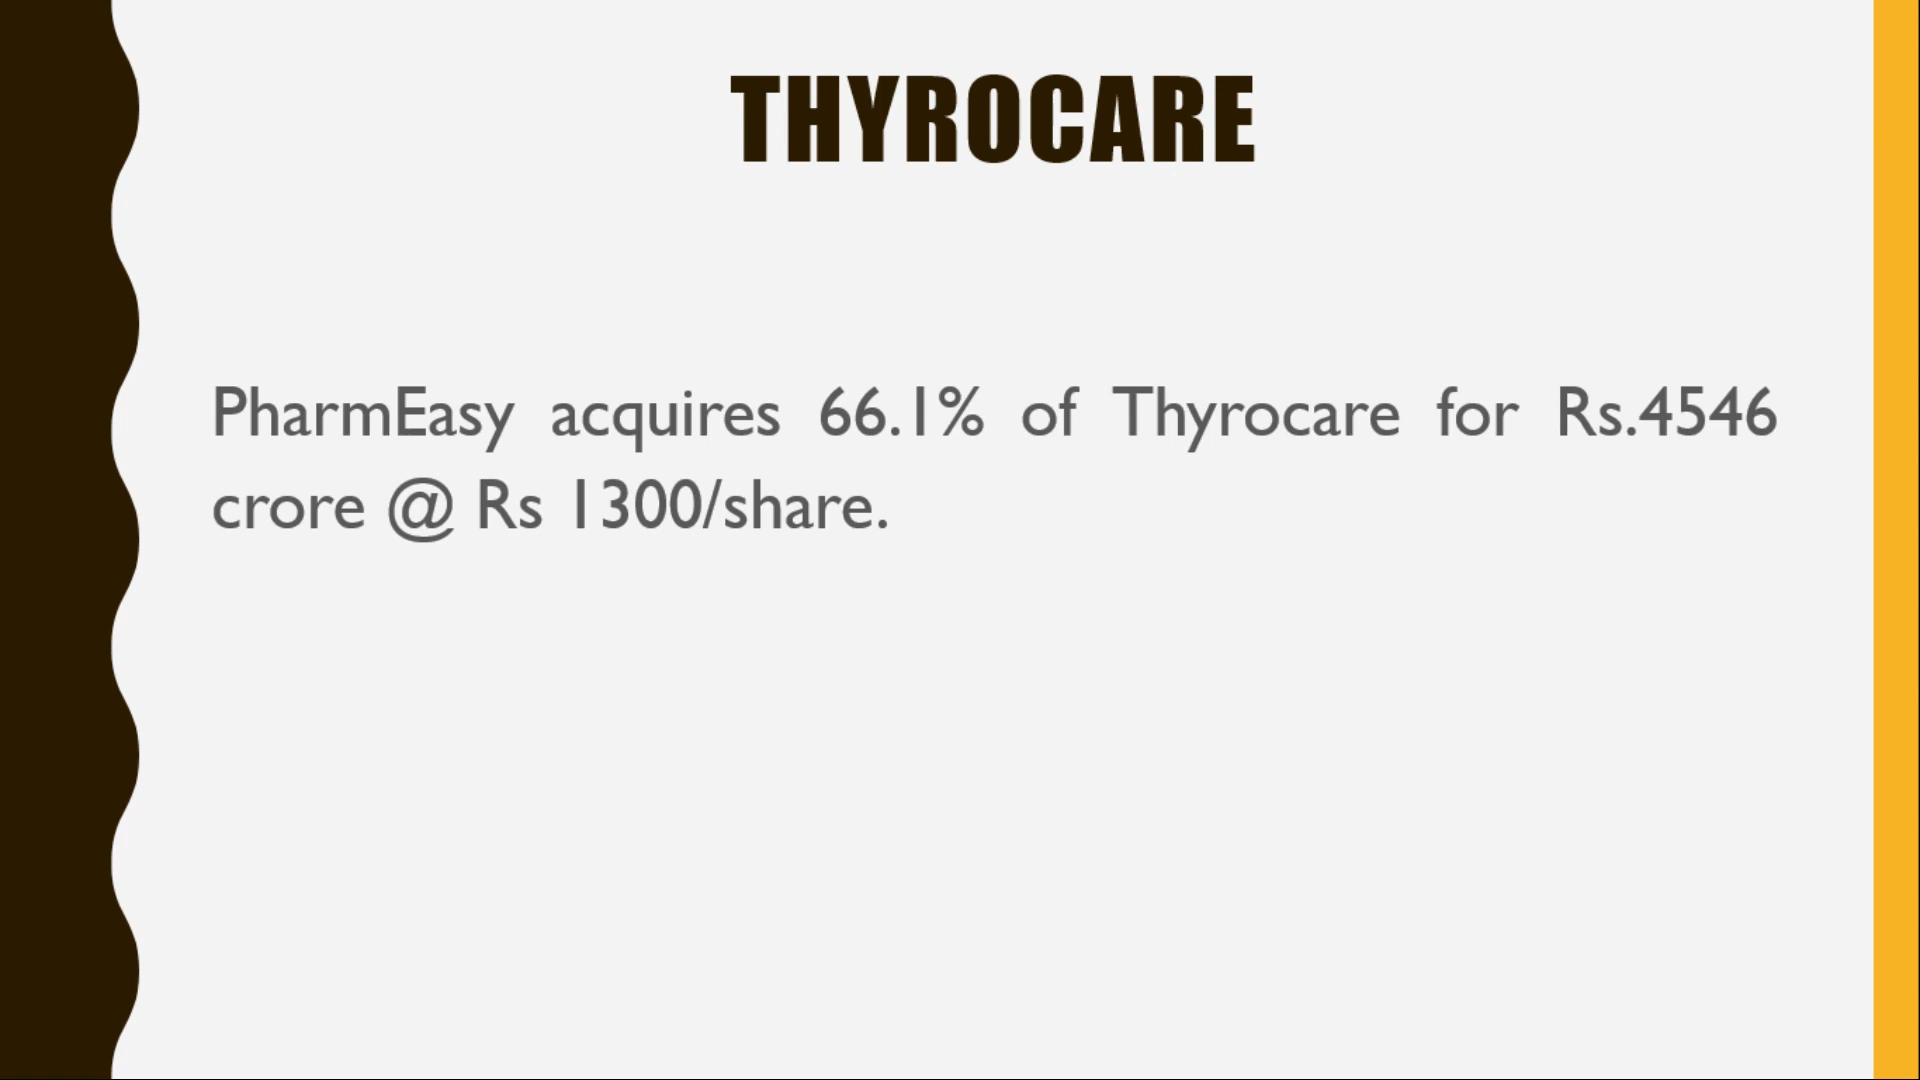 THYROCARE
PharmEasy acquires 66.1% of Thyrocare for Rs.4546
crore @ Rs 1300/share.